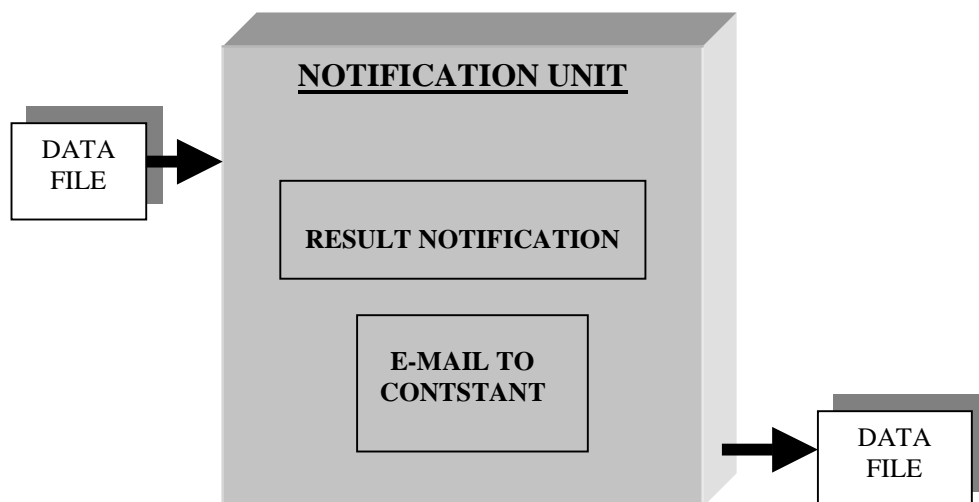 NOTIFICATION UNIT
DATA
FILE
RESULT NOTIFICATION
E-MAIL TO
CONTSTANT
DATA
FILE